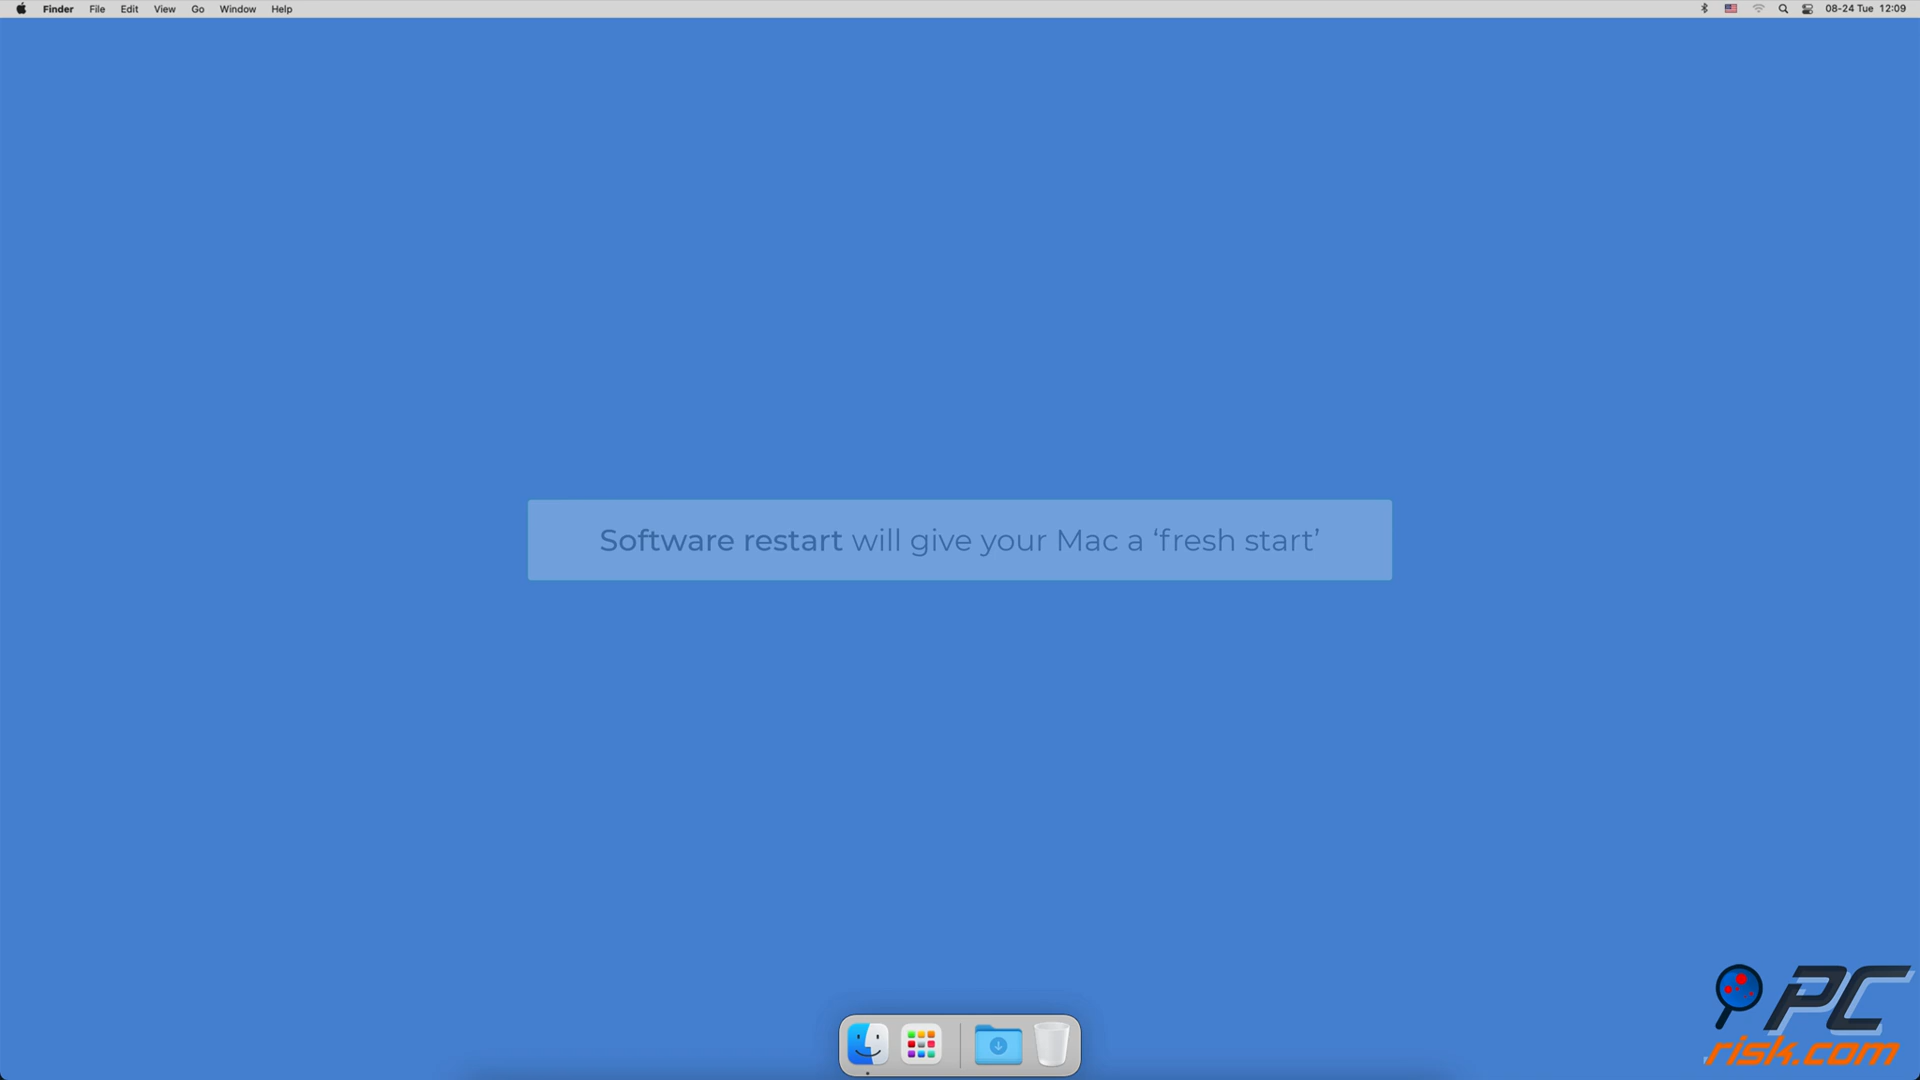 Finder File Edit View Go Window Help 08-24 Tue 12:09
Software restart will give your Mac a ‘fresh start’
PC
risk.com